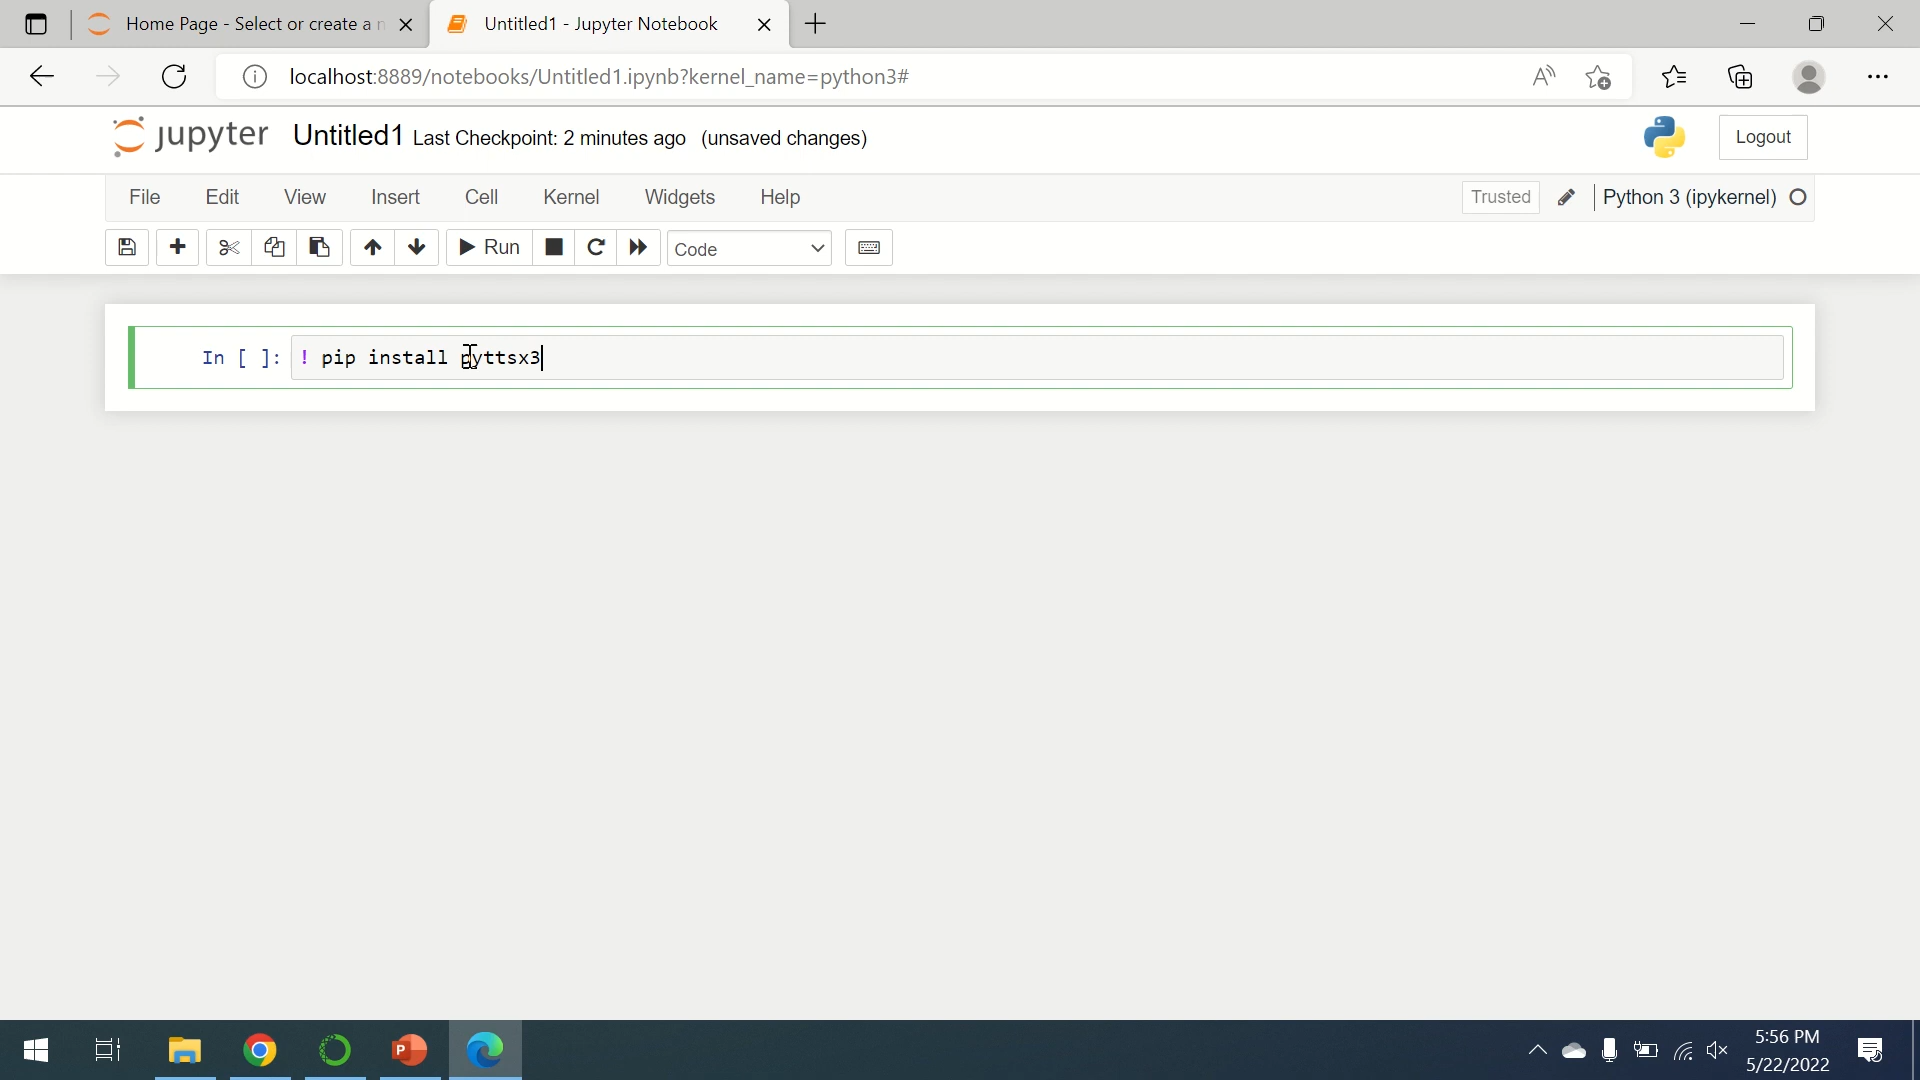 Home Page - Select or create a n
Untitled1 - Jupyter Notebook
localhost:8889/notebooks/Untitled1.ipynb?kernel_name=python3#
jupyter Untitled1 Last Checkpoint: 2 minutes ago (unsaved changes)
Logout
File Edit View Insert Cell Kernel Widgets Help
Trusted
Python 3 (ipykernel)
Run
Code
In [ ]: ! pip install pyttsx3
5:56 PM
5/22/2022